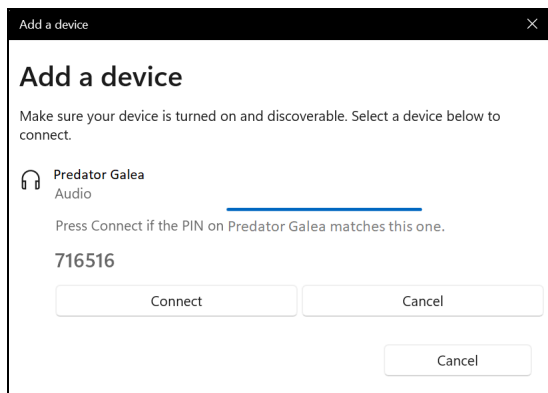 Add a device
Add a device
Make sure your device is turned on and discoverable. Select a device below to
connect.
Predator Galea
Audio
Press Connect if the PIN on Predator Galea matches this one.
716516
Connect Cancel
Cancel